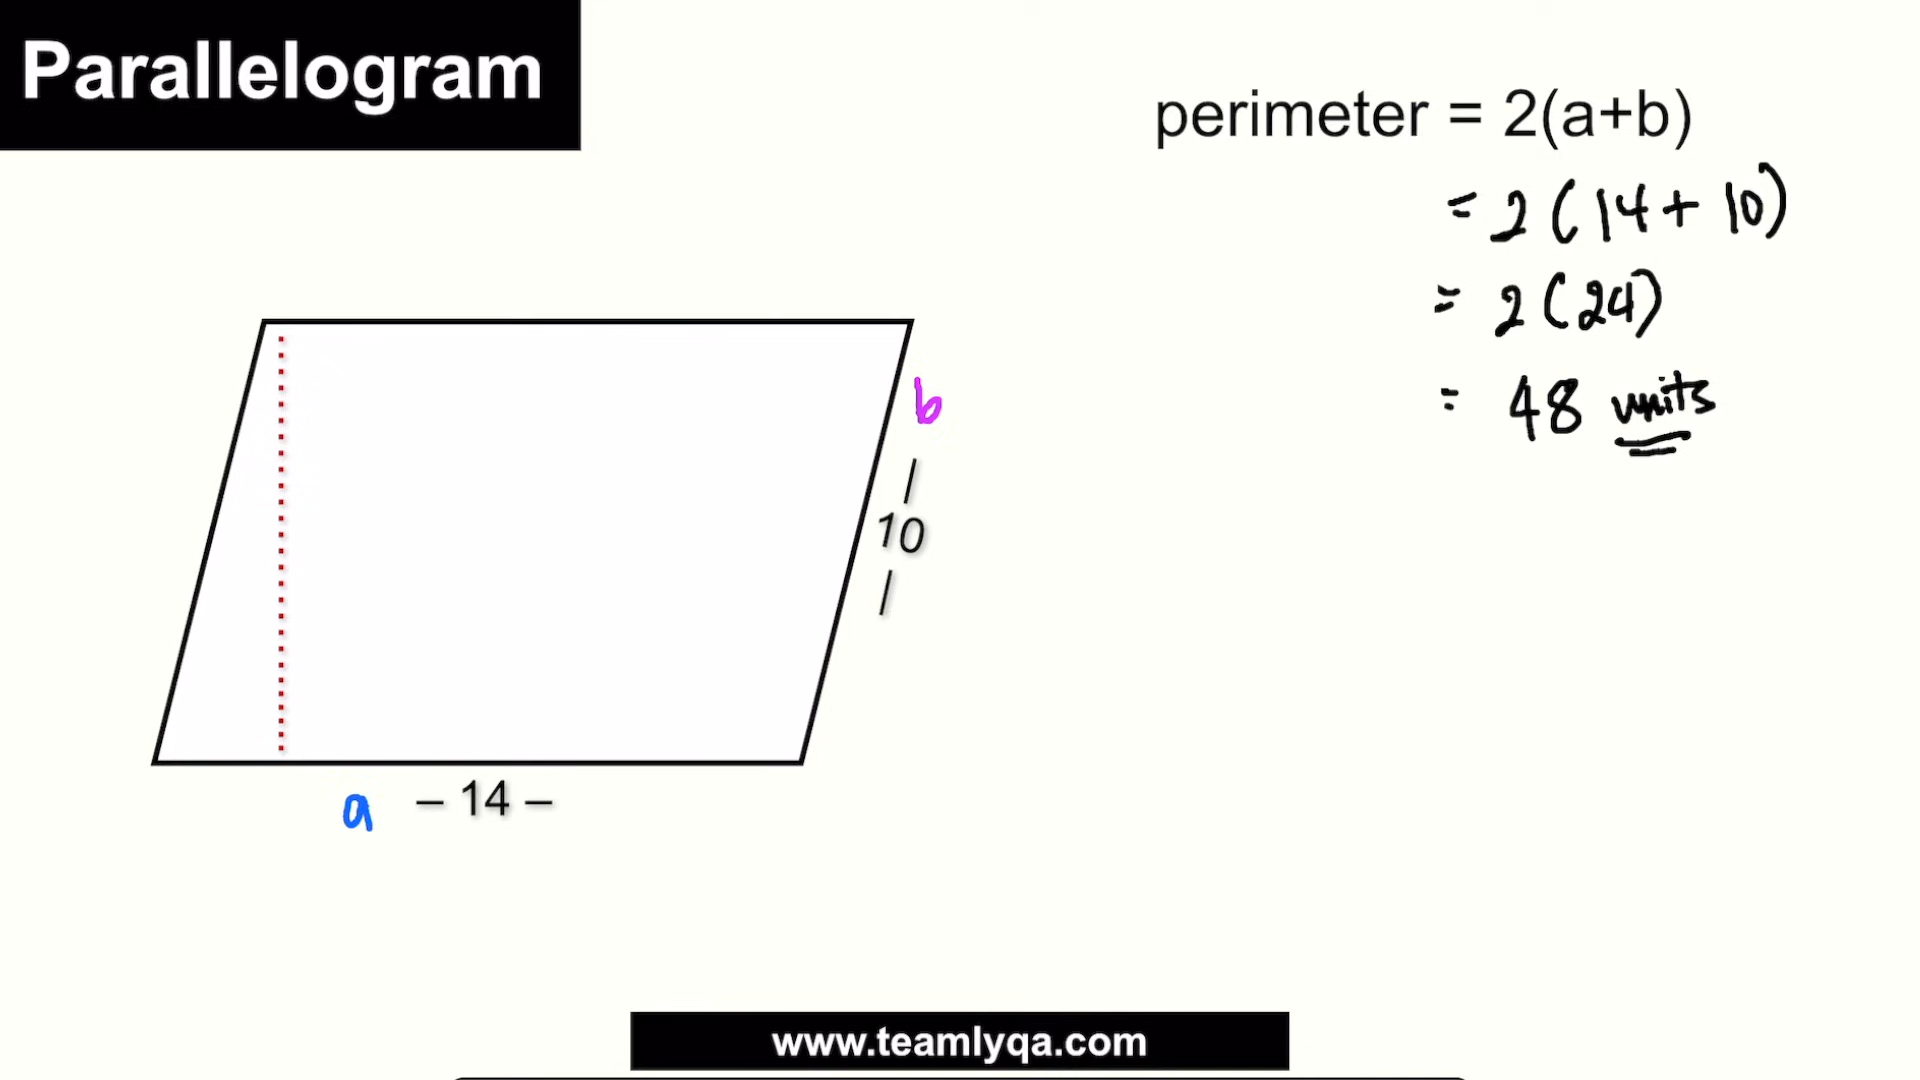 Parallelogram
perimeter = 2(a+b)
= 2(14+10)
= 2(24)
= 48 units
b
10
a – 14 –
www.teamlyqa.com